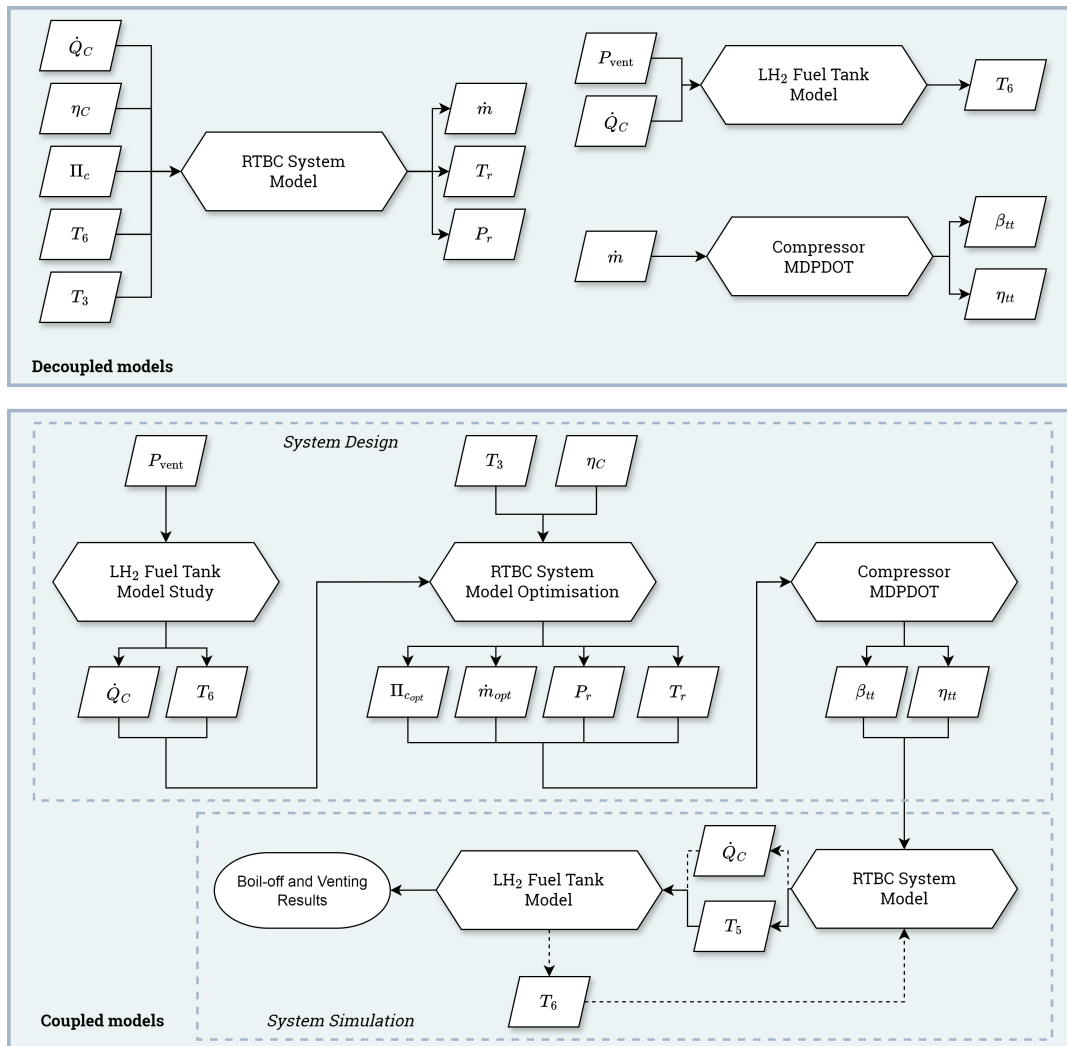 Q̇_C
η_C
Π_c
T_6
T_3
RTBC System
Model
ṁ
T_r
P_r
P_vent
Q̇_C
LH₂ Fuel Tank
Model
T_6
ṁ
Compressor
MDPDOT
β_tt
η_tt
Decoupled models
System Design
P_vent
T_3
η_C
LH₂ Fuel Tank
Model Study
RTBC System
Model Optimisation
Compressor
MDPDOT
Q̇_C
T_6
Π_c_opt
ṁ_opt
P_r
T_r
β_tt
η_tt
Boil-off and Venting
Results
LH₂ Fuel Tank
Model
Q̇_C
T_5
RTBC System
Model
T_6
Coupled models
System Simulation